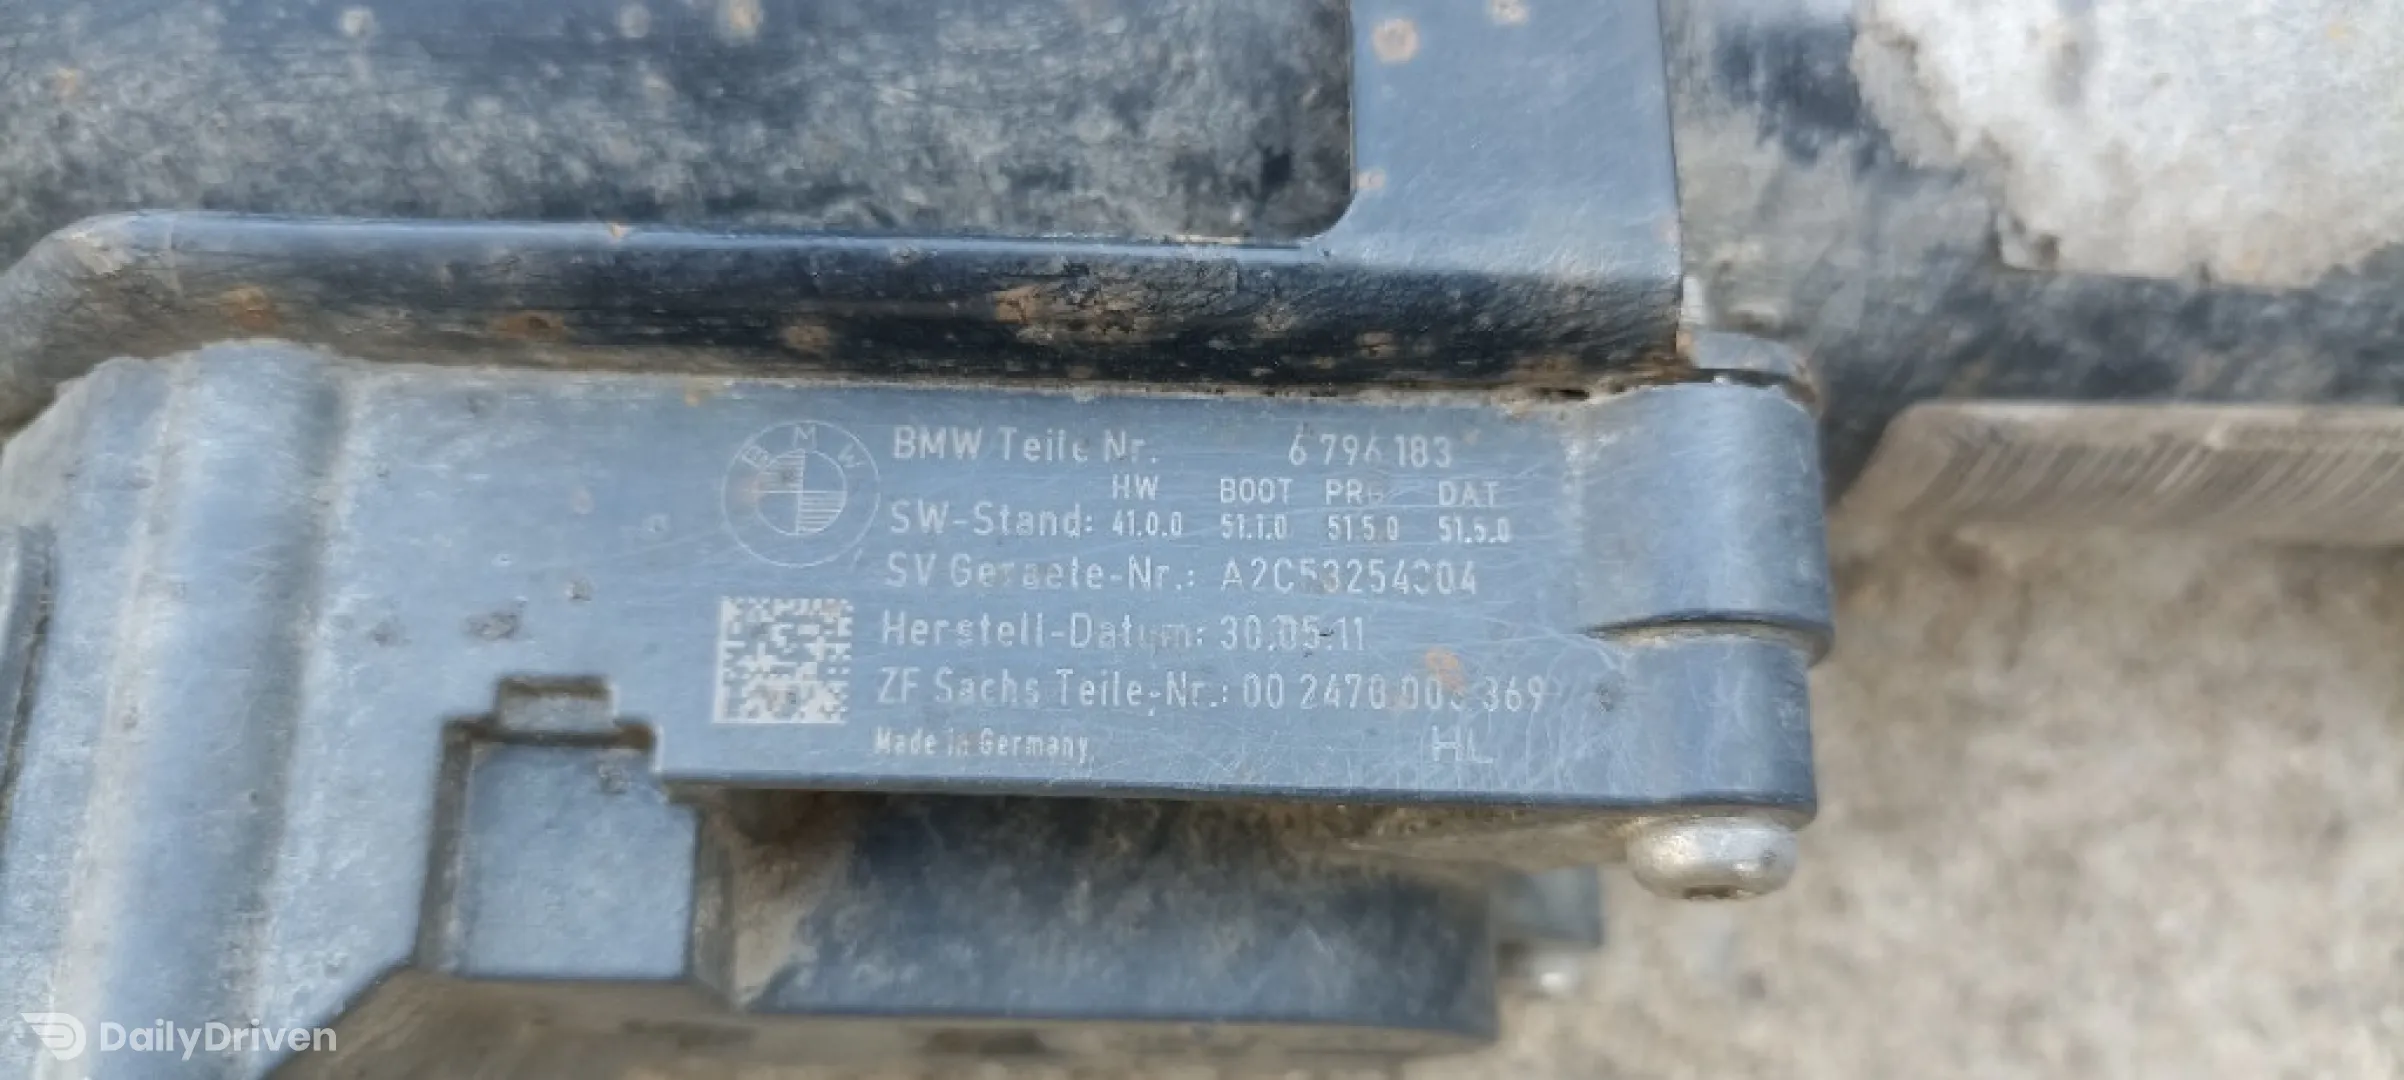 BMW
BMW Teile Nr. 6 796 183
HW BOOT PRG DAT
SW-Stand: 41.0.0 51.1.0 51.5.0 51.5.0
SV Geraete-Nr.: A2C53254304
Herstell-Datum: 30.05.11
ZF Sachs Teile-Nr.: 00 2470 369
Made in Germany HL
DailyDriven